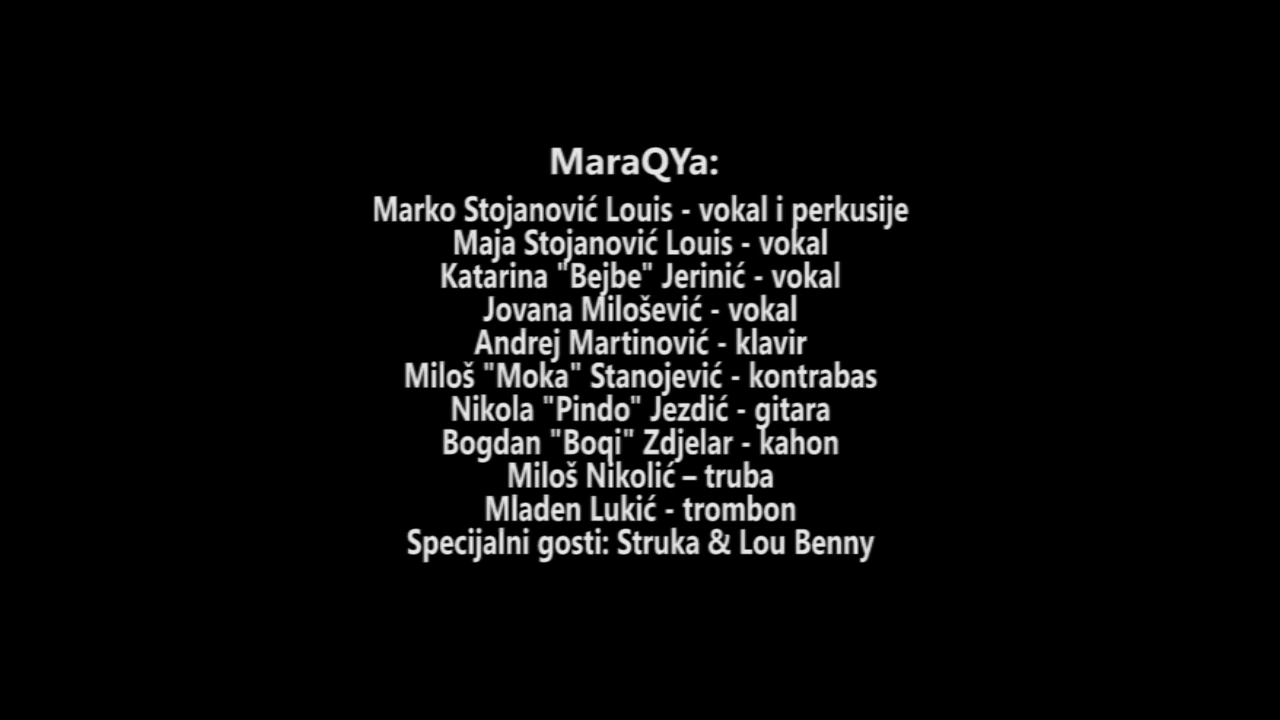 MaraQYa:
Marko Stojanović Louis - vokal i perkusije
Maja Stojanović Louis - vokal
Katarina "Bejbe" Jerinić - vokal
Jovana Milošević - vokal
Andrej Martinović - klavir
Miloš "Moka" Stanojević - kontrabas
Nikola "Pindo" Jezdić - gitara
Bogdan "Boqi" Zdjelar - kahon
Miloš Nikolić – truba
Mladen Lukić - trombon
Specijalni gosti: Struka & Lou Benny